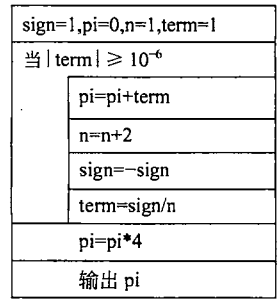 sign=1,pi=0,n=1,term=1
当|term|≥10⁻⁶
pi=pi+term
n=n+2
sign=−sign
term=sign/n
pi=pi*4
输出 pi